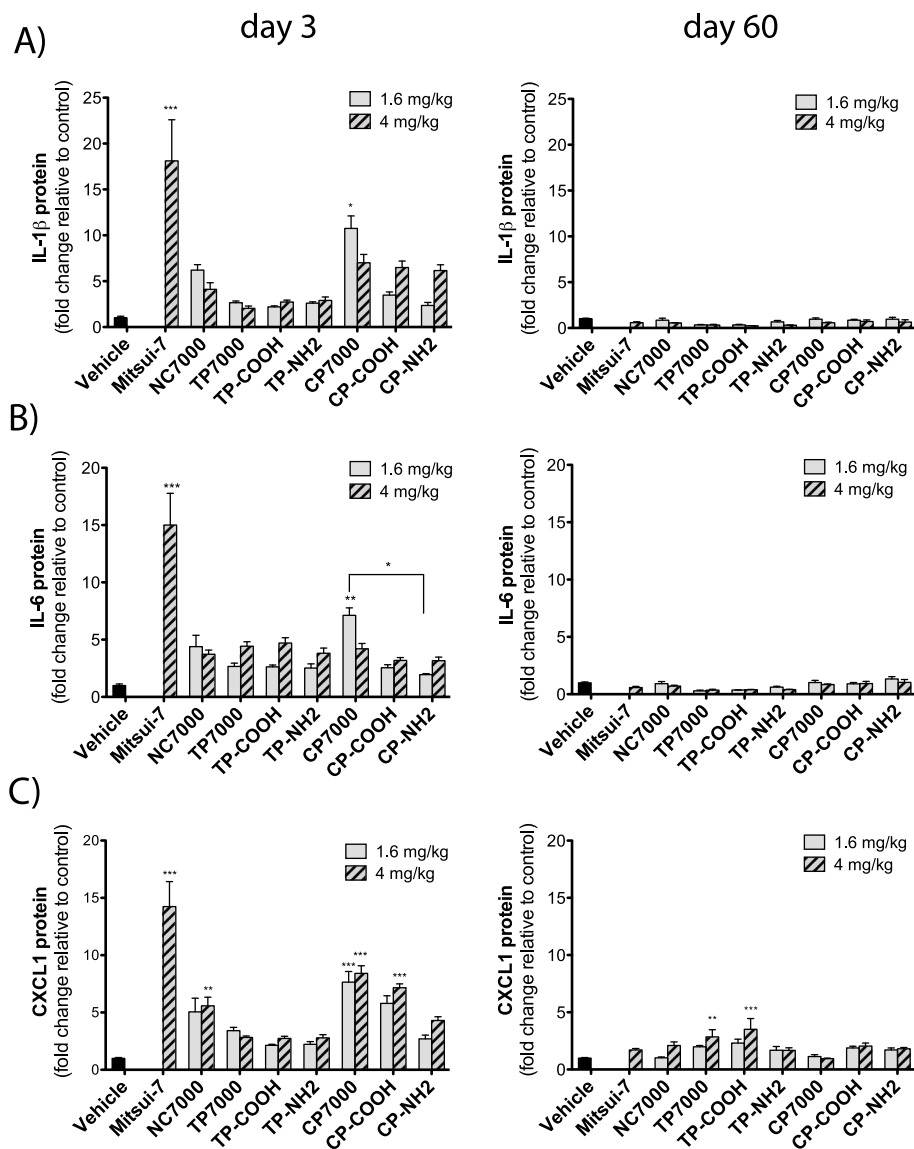 day 3
day 60
A)
IL-1β protein
(fold change relative to control)
25
20
15
10
5
0
***
*
1.6 mg/kg
4 mg/kg
Vehicle
Mitsui-7
NC7000
TP7000
TP-COOH
TP-NH2
CP7000
CP-COOH
CP-NH2
IL-1β protein
(fold change relative to control)
25
20
15
10
5
0
1.6 mg/kg
4 mg/kg
Vehicle
Mitsui-7
NC7000
TP7000
TP-COOH
TP-NH2
CP7000
CP-COOH
CP-NH2
B)
IL-6 protein
(fold change relative to control)
20
15
10
5
0
***
**
*
1.6 mg/kg
4 mg/kg
Vehicle
Mitsui-7
NC7000
TP7000
TP-COOH
TP-NH2
CP7000
CP-COOH
CP-NH2
IL-6 protein
(fold change relative to control)
20
15
10
5
0
1.6 mg/kg
4 mg/kg
Vehicle
Mitsui-7
NC7000
TP7000
TP-COOH
TP-NH2
CP7000
CP-COOH
CP-NH2
C)
CXCL1 protein
(fold change relative to control)
20
15
10
5
0
***
**
***
***
***
1.6 mg/kg
4 mg/kg
Vehicle
Mitsui-7
NC7000
TP7000
TP-COOH
TP-NH2
CP7000
CP-COOH
CP-NH2
CXCL1 protein
(fold change relative to control)
20
15
10
5
0
**
***
1.6 mg/kg
4 mg/kg
Vehicle
Mitsui-7
NC7000
TP7000
TP-COOH
TP-NH2
CP7000
CP-COOH
CP-NH2